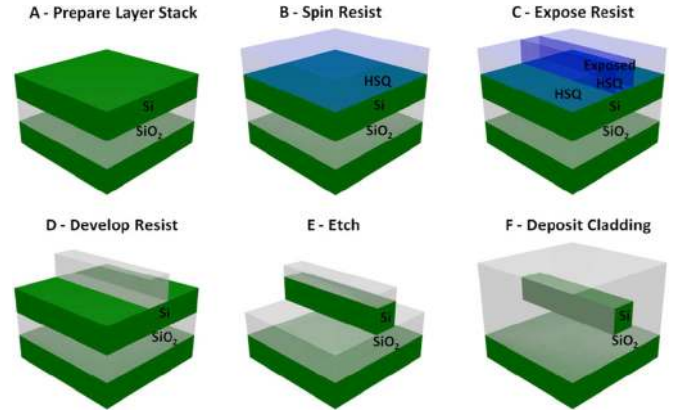 A - Prepare Layer Stack
B - Spin Resist
C - Expose Resist
Si
SiO2
HSQ
Si
SiO2
Exposed
HSQ
HSQ
Si
SiO2
D - Develop Resist
E - Etch
F - Deposit Cladding
Si
SiO2
Si
SiO2
Si
SiO2